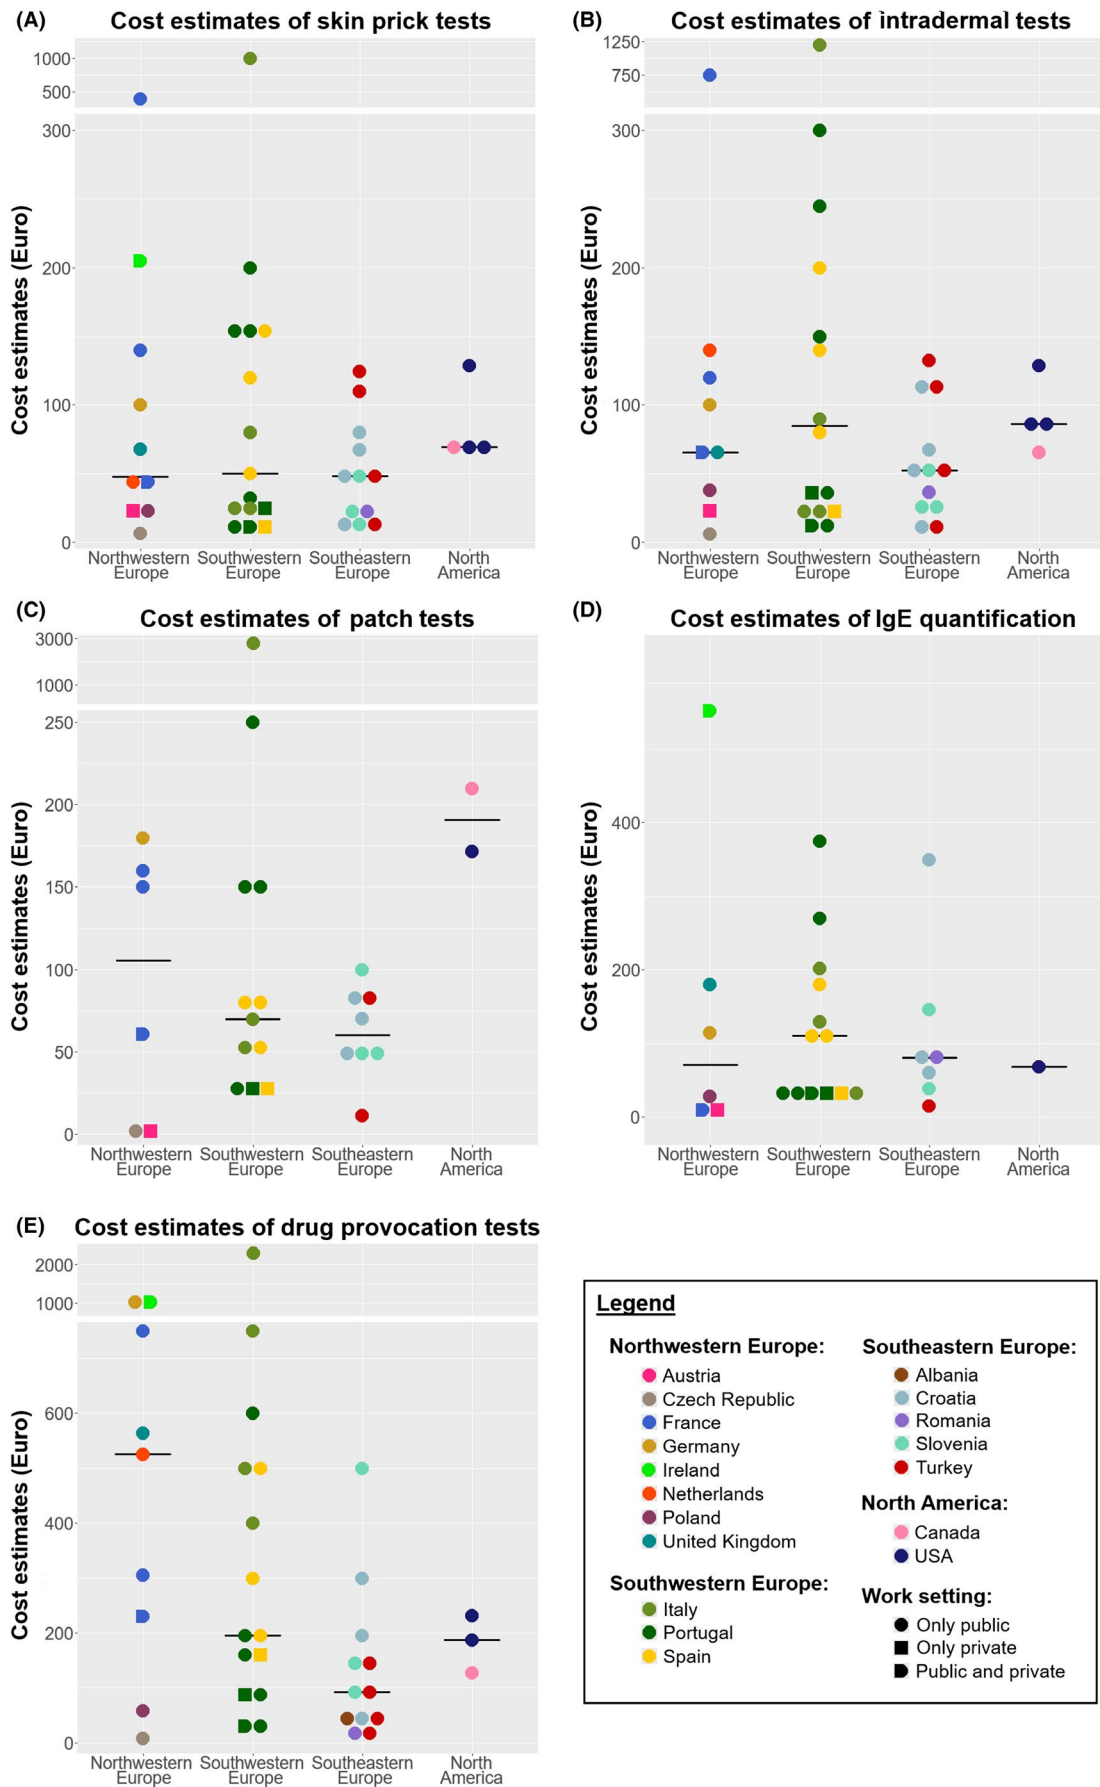 (A) Cost estimates of skin prick tests
1000
500
300
200
100
0
Cost estimates (Euro)
Northwestern Europe
Southwestern Europe
Southeastern Europe
North America
(B) Cost estimates of intradermal tests
1250
750
300
200
100
0
Cost estimates (Euro)
Northwestern Europe
Southwestern Europe
Southeastern Europe
North America
(C) Cost estimates of patch tests
3000
1000
250
200
150
100
50
0
Cost estimates (Euro)
Northwestern Europe
Southwestern Europe
Southeastern Europe
North America
(D) Cost estimates of IgE quantification
400
200
0
Cost estimates (Euro)
Northwestern Europe
Southwestern Europe
Southeastern Europe
North America
(E) Cost estimates of drug provocation tests
2000
1000
600
400
200
0
Cost estimates (Euro)
Northwestern Europe
Southwestern Europe
Southeastern Europe
North America
Legend
Northwestern Europe:
Austria
Czech Republic
France
Germany
Ireland
Netherlands
Poland
United Kingdom
Southwestern Europe:
Italy
Portugal
Spain
Southeastern Europe:
Albania
Croatia
Romania
Slovenia
Turkey
North America:
Canada
USA
Work setting:
Only public
Only private
Public and private